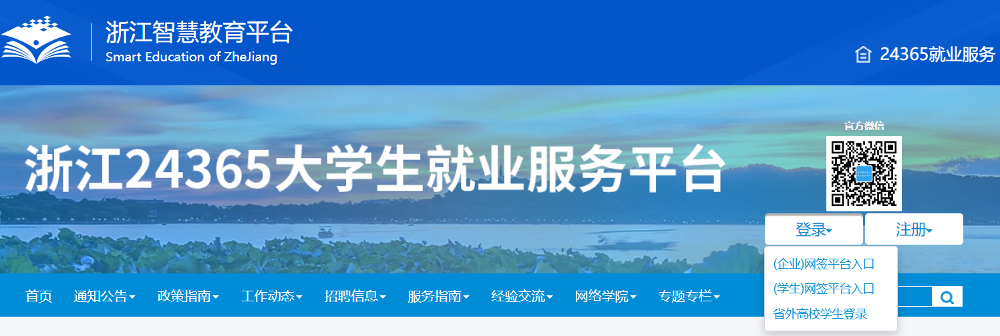 浙江智慧教育平台
Smart Education of ZheJiang
24365就业服务
官方微信
浙江24365大学生就业服务平台
登录 注册
(企业)网签平台入口
(学生)网签平台入口
省外高校学生登录
首页 通知公告 政策指南 工作动态 招聘信息 服务指南 经验交流 网络学院 专题专栏